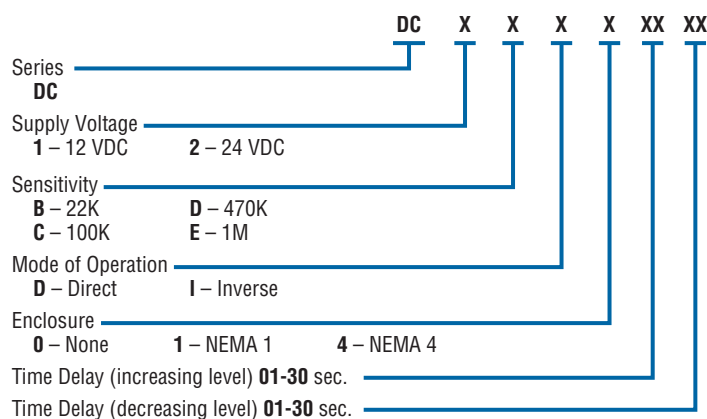 DC X X X X XX XX
Series
DC
Supply Voltage
1 – 12 VDC 2 – 24 VDC
Sensitivity
B – 22K D – 470K
C – 100K E – 1M
Mode of Operation
D – Direct I – Inverse
Enclosure
0 – None 1 – NEMA 1 4 – NEMA 4
Time Delay (increasing level) 01-30 sec.
Time Delay (decreasing level) 01-30 sec.